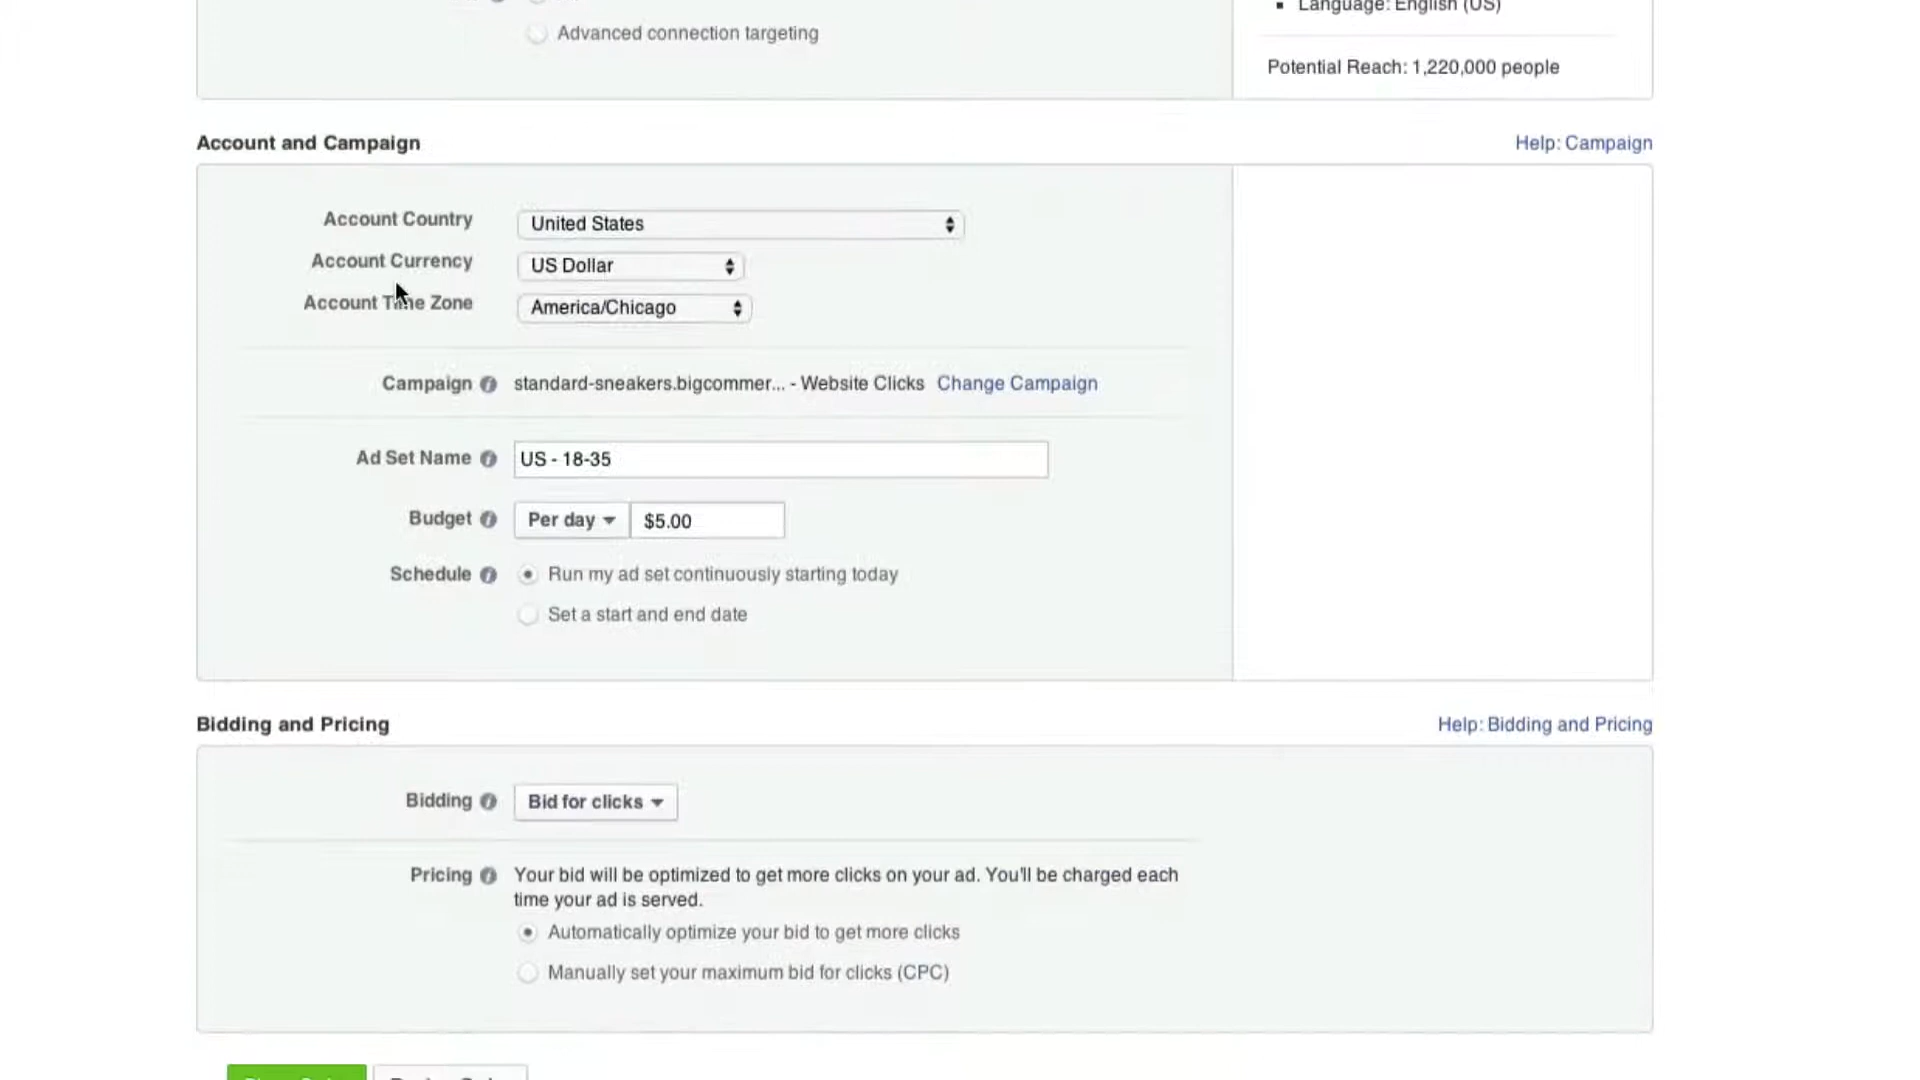 Language: English (US)
Advanced connection targeting
Potential Reach: 1,220,000 people
Account and Campaign
Help: Campaign
Account Country
United States
Account Currency
US Dollar
Account Time Zone
America/Chicago
Campaign
standard-sneakers.bigcommer... - Website Clicks
Change Campaign
Ad Set Name
US - 18-35
Budget
Per day
$5.00
Schedule
Run my ad set continuously starting today
Set a start and end date
Bidding and Pricing
Help: Bidding and Pricing
Bidding
Bid for clicks
Pricing
Your bid will be optimized to get more clicks on your ad. You'll be charged each
time your ad is served.
Automatically optimize your bid to get more clicks
Manually set your maximum bid for clicks (CPC)